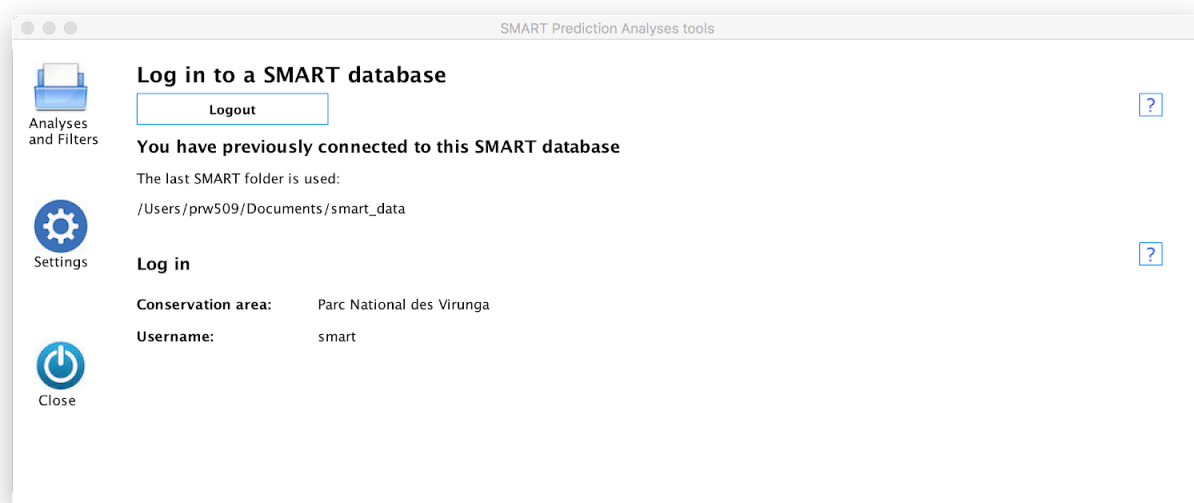 SMART Prediction Analyses tools
Log in to a SMART database
Logout
?
Analyses
and Filters
You have previously connected to this SMART database
The last SMART folder is used:
/Users/prw509/Documents/smart_data
Settings
Log in
?
Conservation area: Parc National des Virunga
Username: smart
Close